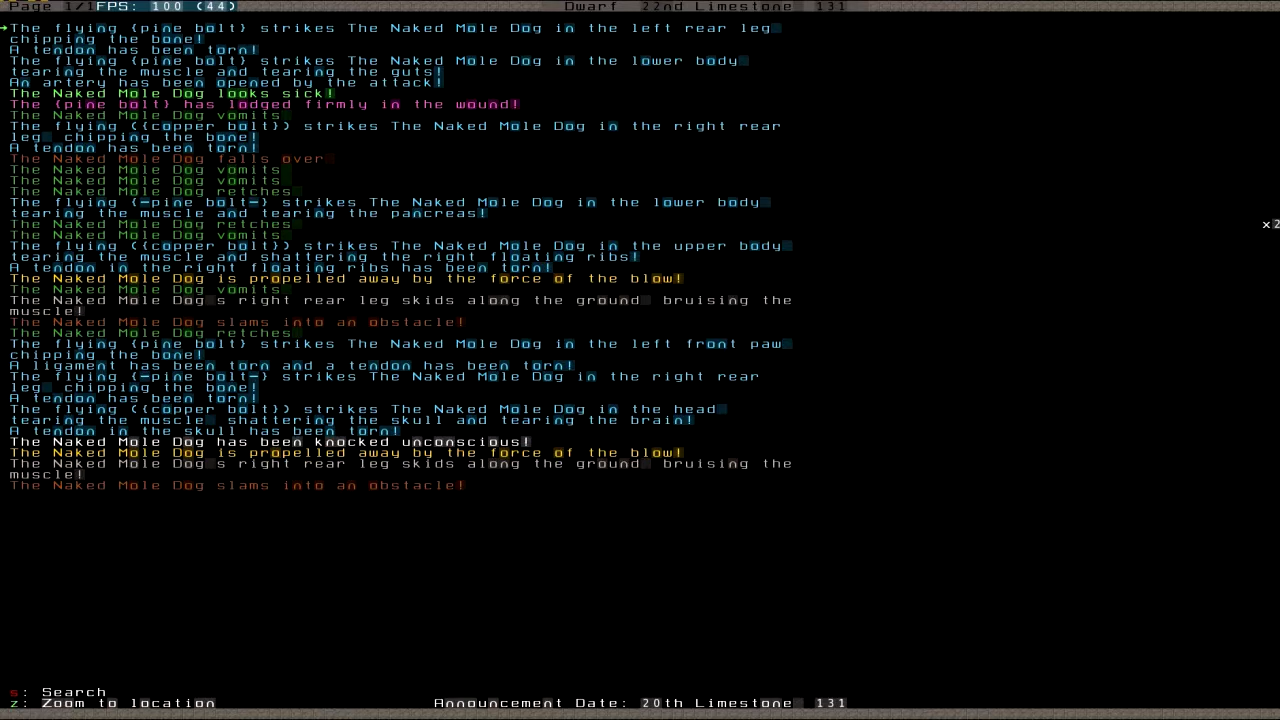 Page 1/1FPS: 100 (44) Dwarf 22nd Limestone 131
The flying {pine bolt} strikes The Naked Mole Dog in the left rear leg
chipping the bone!
A tendon has been torn!
The flying {pine bolt} strikes The Naked Mole Dog in the lower body
tearing the muscle and tearing the guts!
An artery has been opened by the attack!
The Naked Mole Dog looks sick!
The {pine bolt} has lodged firmly in the wound!
The Naked Mole Dog vomits
The flying ({copper bolt}) strikes The Naked Mole Dog in the right rear
leg chipping the bone!
A tendon has been torn!
The Naked Mole Dog falls over
The Naked Mole Dog vomits
The Naked Mole Dog vomits
The Naked Mole Dog retches
The flying {-pine bolt-} strikes The Naked Mole Dog in the lower body
tearing the muscle and tearing the pancreas!
The Naked Mole Dog retches
The Naked Mole Dog vomits
The flying ({copper bolt}) strikes The Naked Mole Dog in the upper body
tearing the muscle and shattering the right floating ribs!
A tendon in the right floating ribs has been torn!
The Naked Mole Dog is propelled away by the force of the blow!
The Naked Mole Dog vomits
The Naked Mole Dog s right rear leg skids along the ground bruising the
muscle!
The Naked Mole Dog slams into an obstacle!
The Naked Mole Dog retches
The flying {pine bolt} strikes The Naked Mole Dog in the left front paw
chipping the bone!
A ligament has been torn and a tendon has been torn!
The flying {-pine bolt-} strikes The Naked Mole Dog in the right rear
leg chipping the bone!
A tendon has been torn!
The flying ({copper bolt}) strikes The Naked Mole Dog in the head
tearing the muscle shattering the skull and tearing the brain!
A tendon in the skull has been torn!
The Naked Mole Dog has been knocked unconscious!
The Naked Mole Dog is propelled away by the force of the blow!
The Naked Mole Dog s right rear leg skids along the ground bruising the
muscle!
The Naked Mole Dog slams into an obstacle!
x2
s: Search
z: Zoom to location Announcement Date: 20th Limestone 131